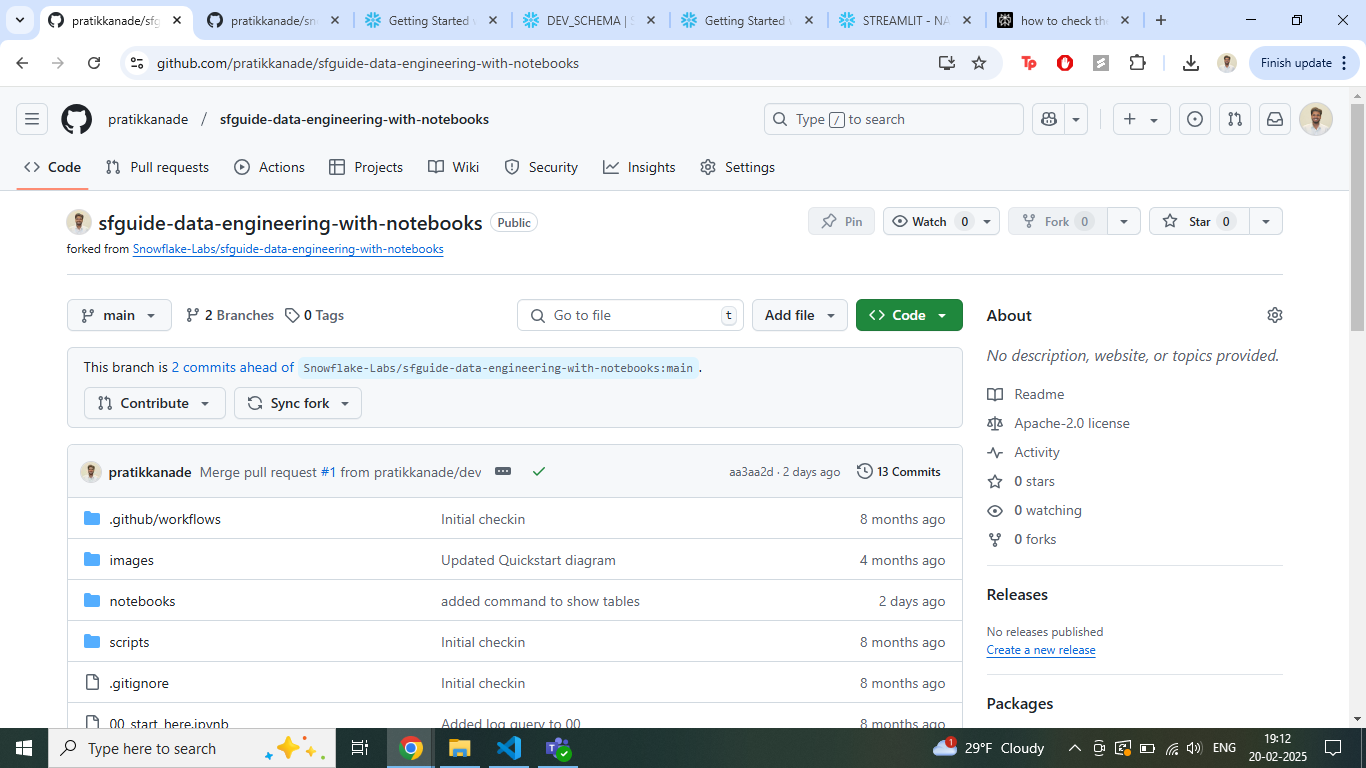 pratikkanade/sfg
pratikkanade/sno
Getting Started w
DEV_SCHEMA | S
Getting Started w
STREAMLIT - NA
how to check the
github.com/pratikkanade/sfguide-data-engineering-with-notebooks
Tp
Finish update
pratikkanade / sfguide-data-engineering-with-notebooks
Type / to search
Code
Pull requests
Actions
Projects
Wiki
Security
Insights
Settings
sfguide-data-engineering-with-notebooks Public
Pin
Watch 0
Fork 0
Star 0
forked from Snowflake-Labs/sfguide-data-engineering-with-notebooks
main
2 Branches
0 Tags
Go to file t
Add file
Code
This branch is 2 commits ahead of Snowflake-Labs/sfguide-data-engineering-with-notebooks:main .
Contribute
Sync fork
pratikkanade Merge pull request #1 from pratikkanade/dev
aa3aa2d · 2 days ago
13 Commits
.github/workflows Initial checkin 8 months ago
images Updated Quickstart diagram 4 months ago
notebooks added command to show tables 2 days ago
scripts Initial checkin 8 months ago
.gitignore Initial checkin 8 months ago
00_start_here.ipynb Added log query to 00 8 months ago
About
No description, website, or topics provided.
Readme
Apache-2.0 license
Activity
0 stars
0 watching
0 forks
Releases
No releases published
Create a new release
Packages
Type here to search
1
29°F Cloudy
ENG
19:12
20-02-2025